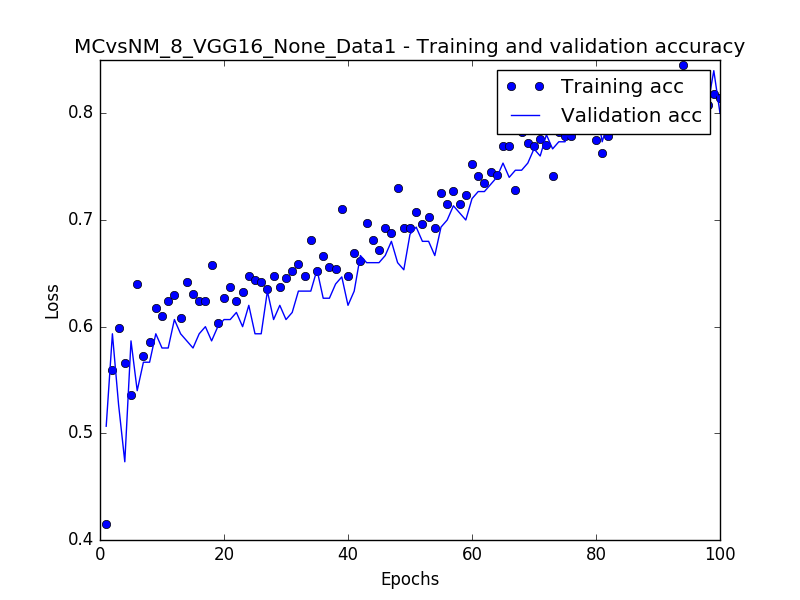 MCvsNM_8_VGG16_None_Data1 - Training and validation accuracy
Training acc
Validation acc
0.8
0.7
0.6
0.5
0.4
Loss
0
20
40
60
80
100
Epochs